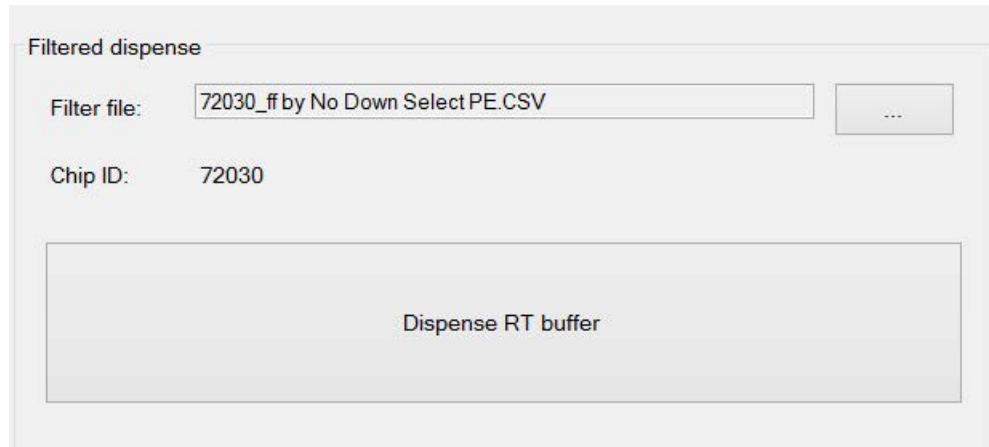 Filtered dispense
Filter file: 72030_ff by No Down Select PE.CSV ...
Chip ID: 72030
Dispense RT buffer